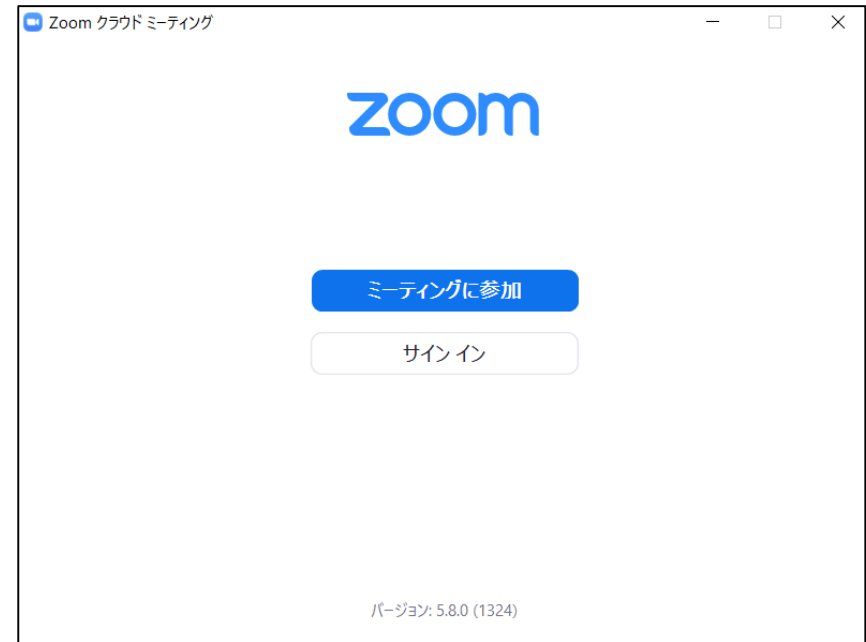 Zoom クラウド ミーティング
zoom
ミーティングに参加
サイン イン
バージョン: 5.8.0 (1324)